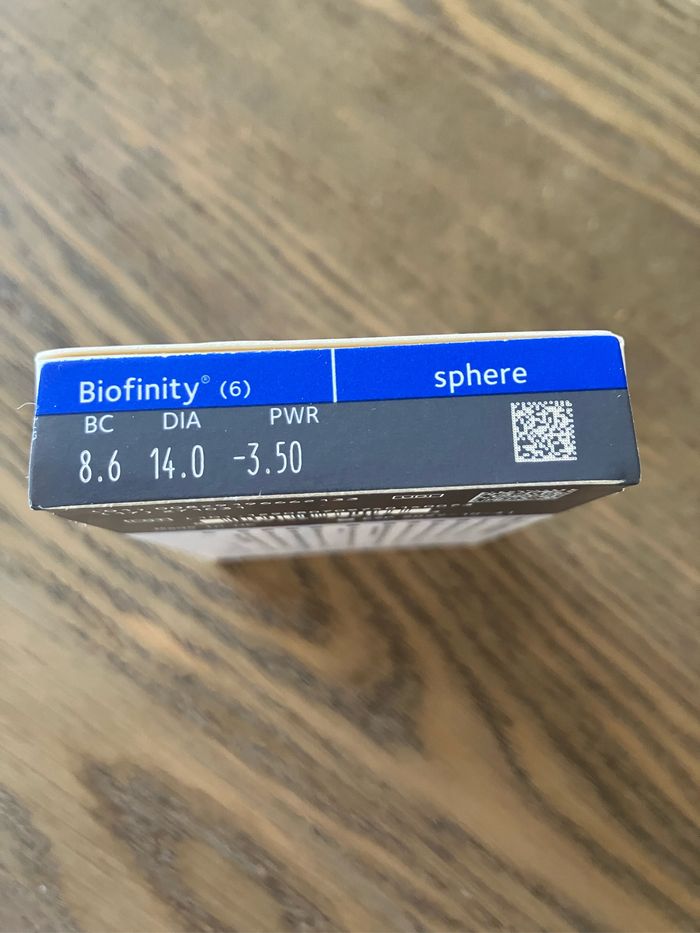 Biofinity® (6)
sphere
BC DIA PWR
8.6 14.0 -3.50